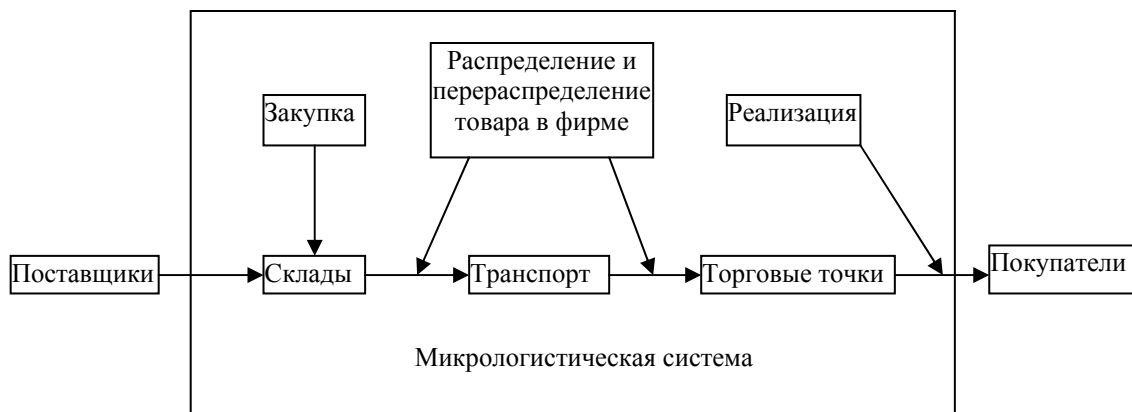 Распределение и
перераспределение
товара в фирме
Закупка
Реализация
Поставщики
Склады
Транспорт
Торговые точки
Покупатели
Микрологистическая система